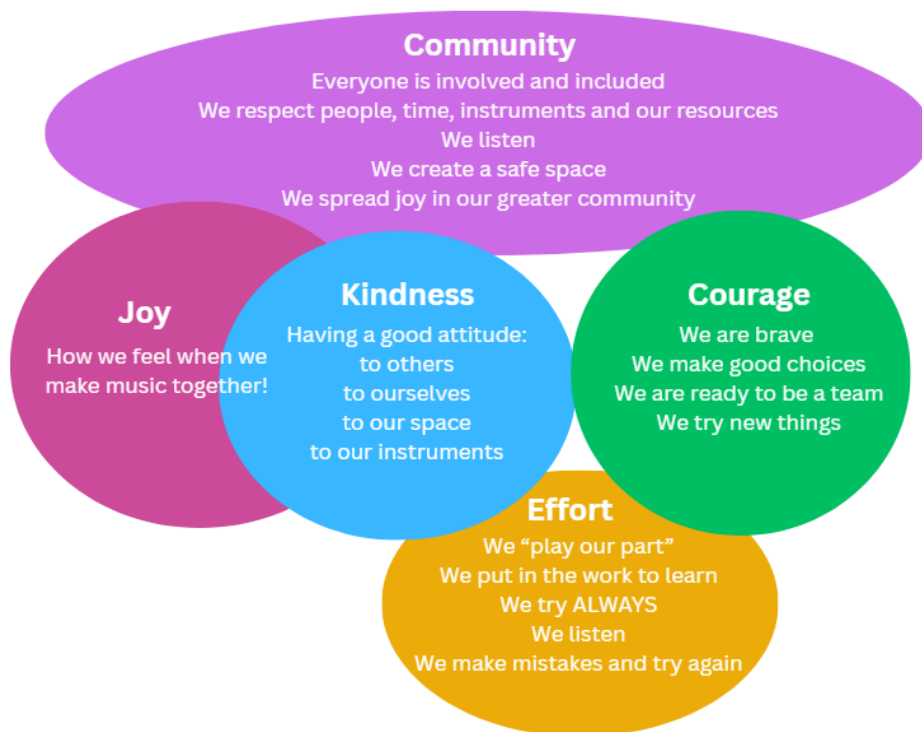 Community
Everyone is involved and included
We respect people, time, instruments and our resources
We listen
We create a safe space
We spread joy in our greater community
Joy
How we feel when we
make music together!
Kindness
Having a good attitude:
to others
to ourselves
to our space
to our instruments
Courage
We are brave
We make good choices
We are ready to be a team
We try new things
Effort
We “play our part”
We put in the work to learn
We try ALWAYS
We listen
We make mistakes and try again